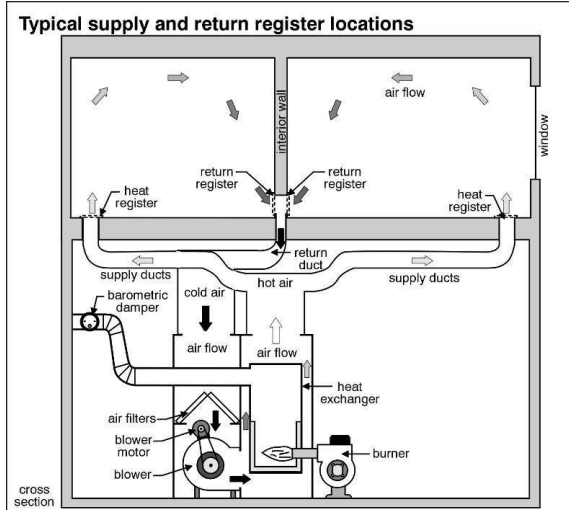 Typical supply and return register locations
air flow
interior wall
window
return
register
return
register
heat
register
heat
register
return
duct
supply ducts
hot air
supply ducts
cold air
barometric
damper
air flow
air flow
heat
exchanger
air filters
blower
motor
burner
blower
cross
section